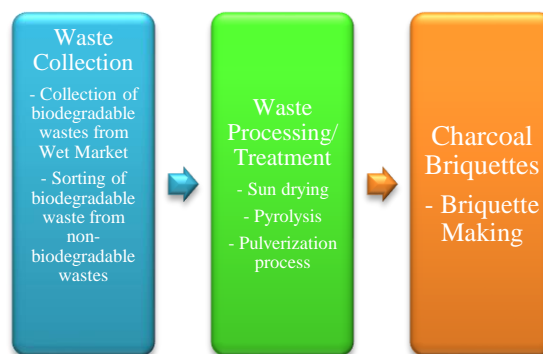 Waste
Collection
- Collection of
biodegradable
wastes from
Wet Market
- Sorting of
biodegradable
waste from
non-
biodegradable
wastes
Waste
Processing/
Treatment
- Sun drying
- Pyrolysis
- Pulverization
process
Charcoal
Briquettes
- Briquette
Making